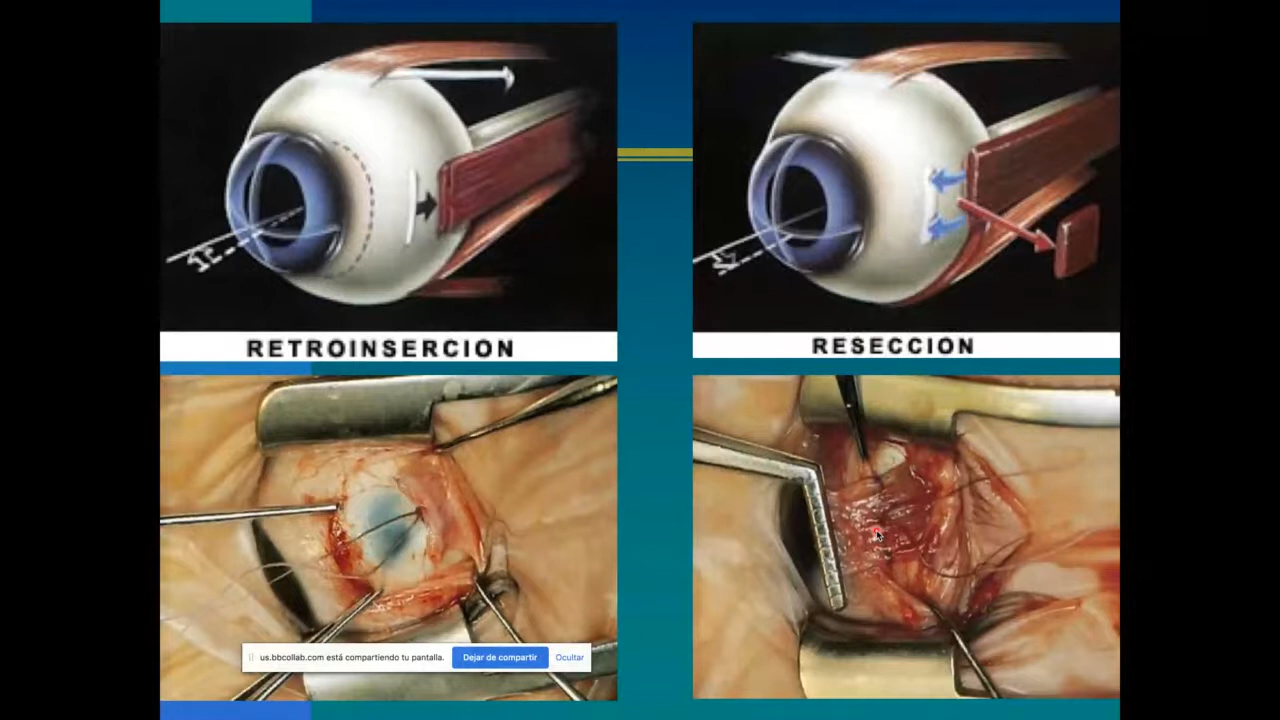 RETROINSERCION
RESECCION
us.bbcollab.com está compartiendo tu pantalla. Dejar de compartir Ocultar